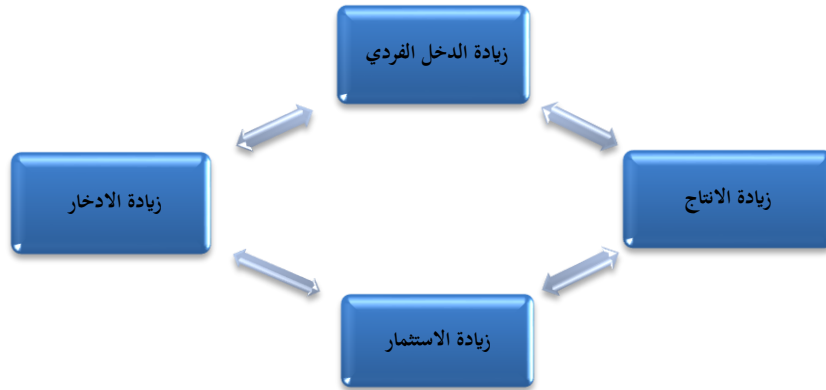 زيادة الدخل الفردي
زيادة الانتاج
زيادة الادخار
زيادة الاستثمار